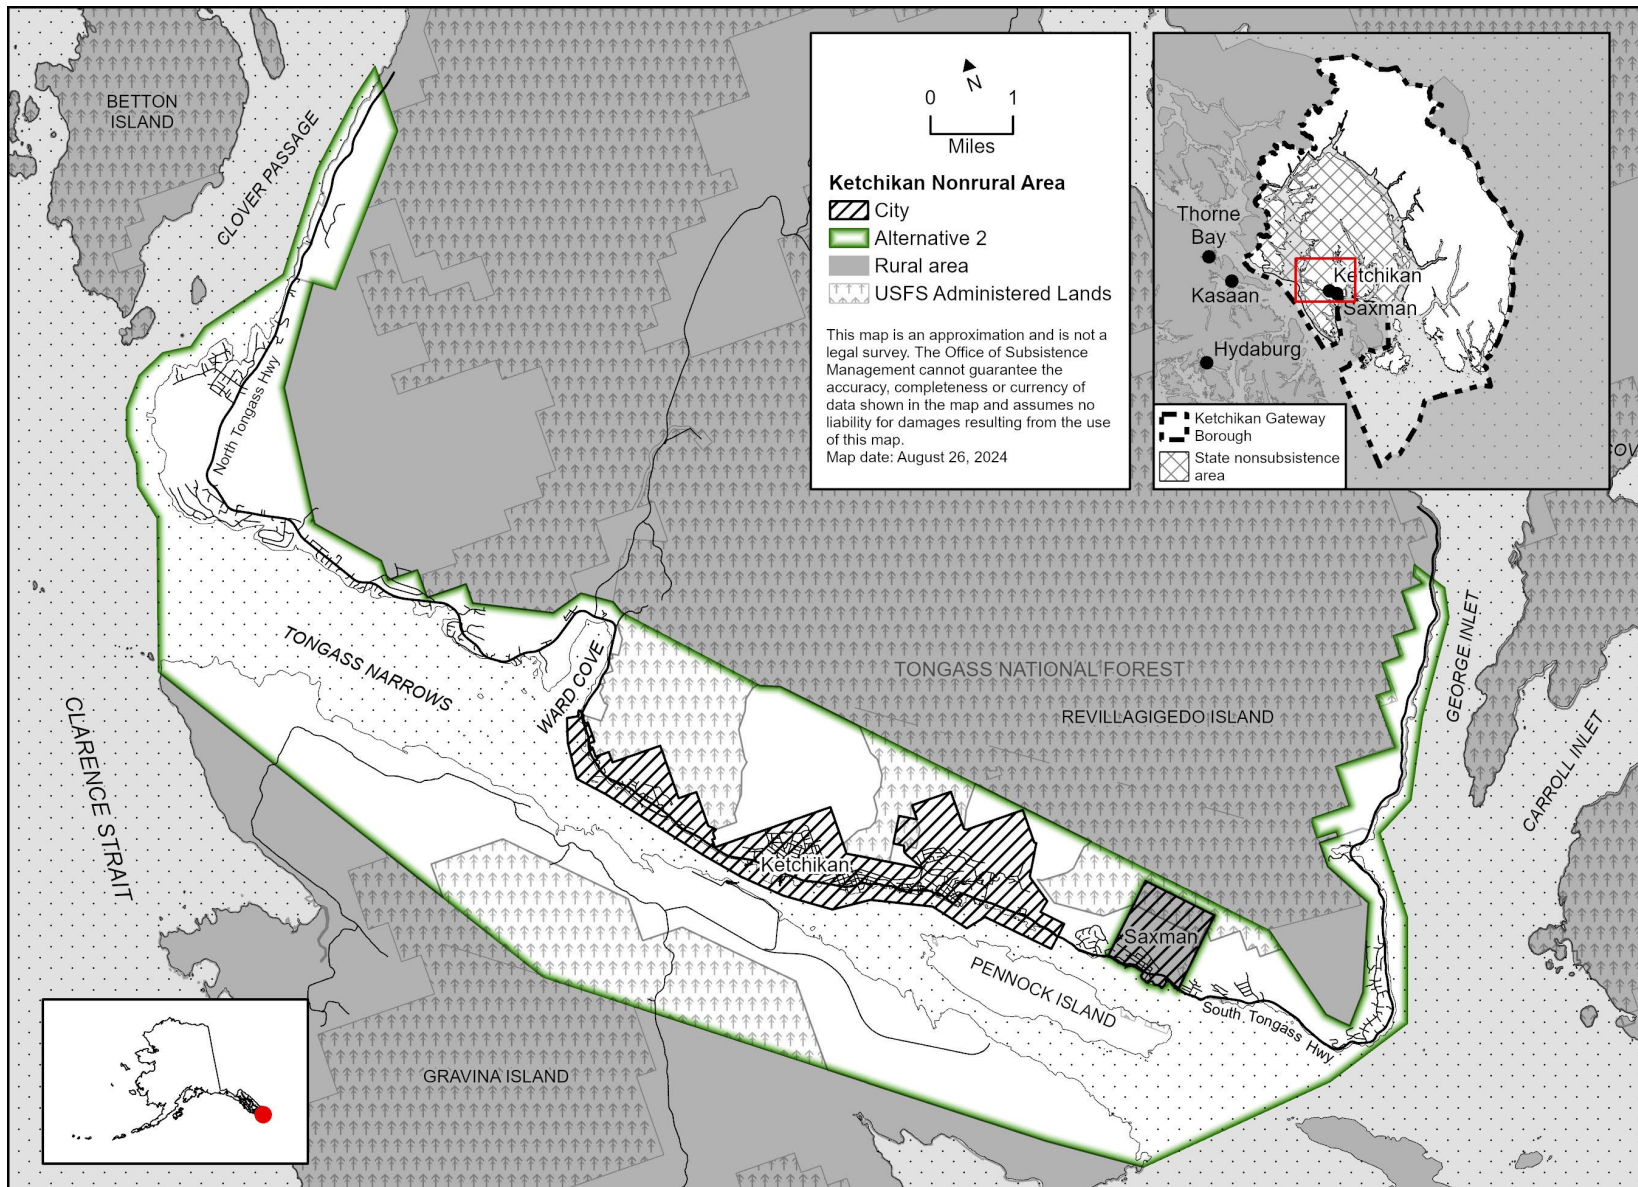 BETTON
ISLAND
CLOVER PASSAGE
North Tongass Hwy
TONGASS NARROWS
WARD COVE
CLARENCE STRAIT
TONGASS NATIONAL FOREST
REVILLAGIGEDO ISLAND
GEORGE INLET
CARROLL INLET
Ketchikan
Saxman
PENNOCK ISLAND
South Tongass Hwy
GRAVINA ISLAND
N
0 1
Miles
Ketchikan Nonrural Area
City
Alternative 2
Rural area
USFS Administered Lands
This map is an approximation and is not a
legal survey. The Office of Subsistence
Management cannot guarantee the
accuracy, completeness or currency of
data shown in the map and assumes no
liability for damages resulting from the use
of this map.
Map date: August 26, 2024
Thorne
Bay
Kasaan
Hydaburg
Ketchikan
Saxman
Ketchikan Gateway
Borough
State nonsubsistence
area